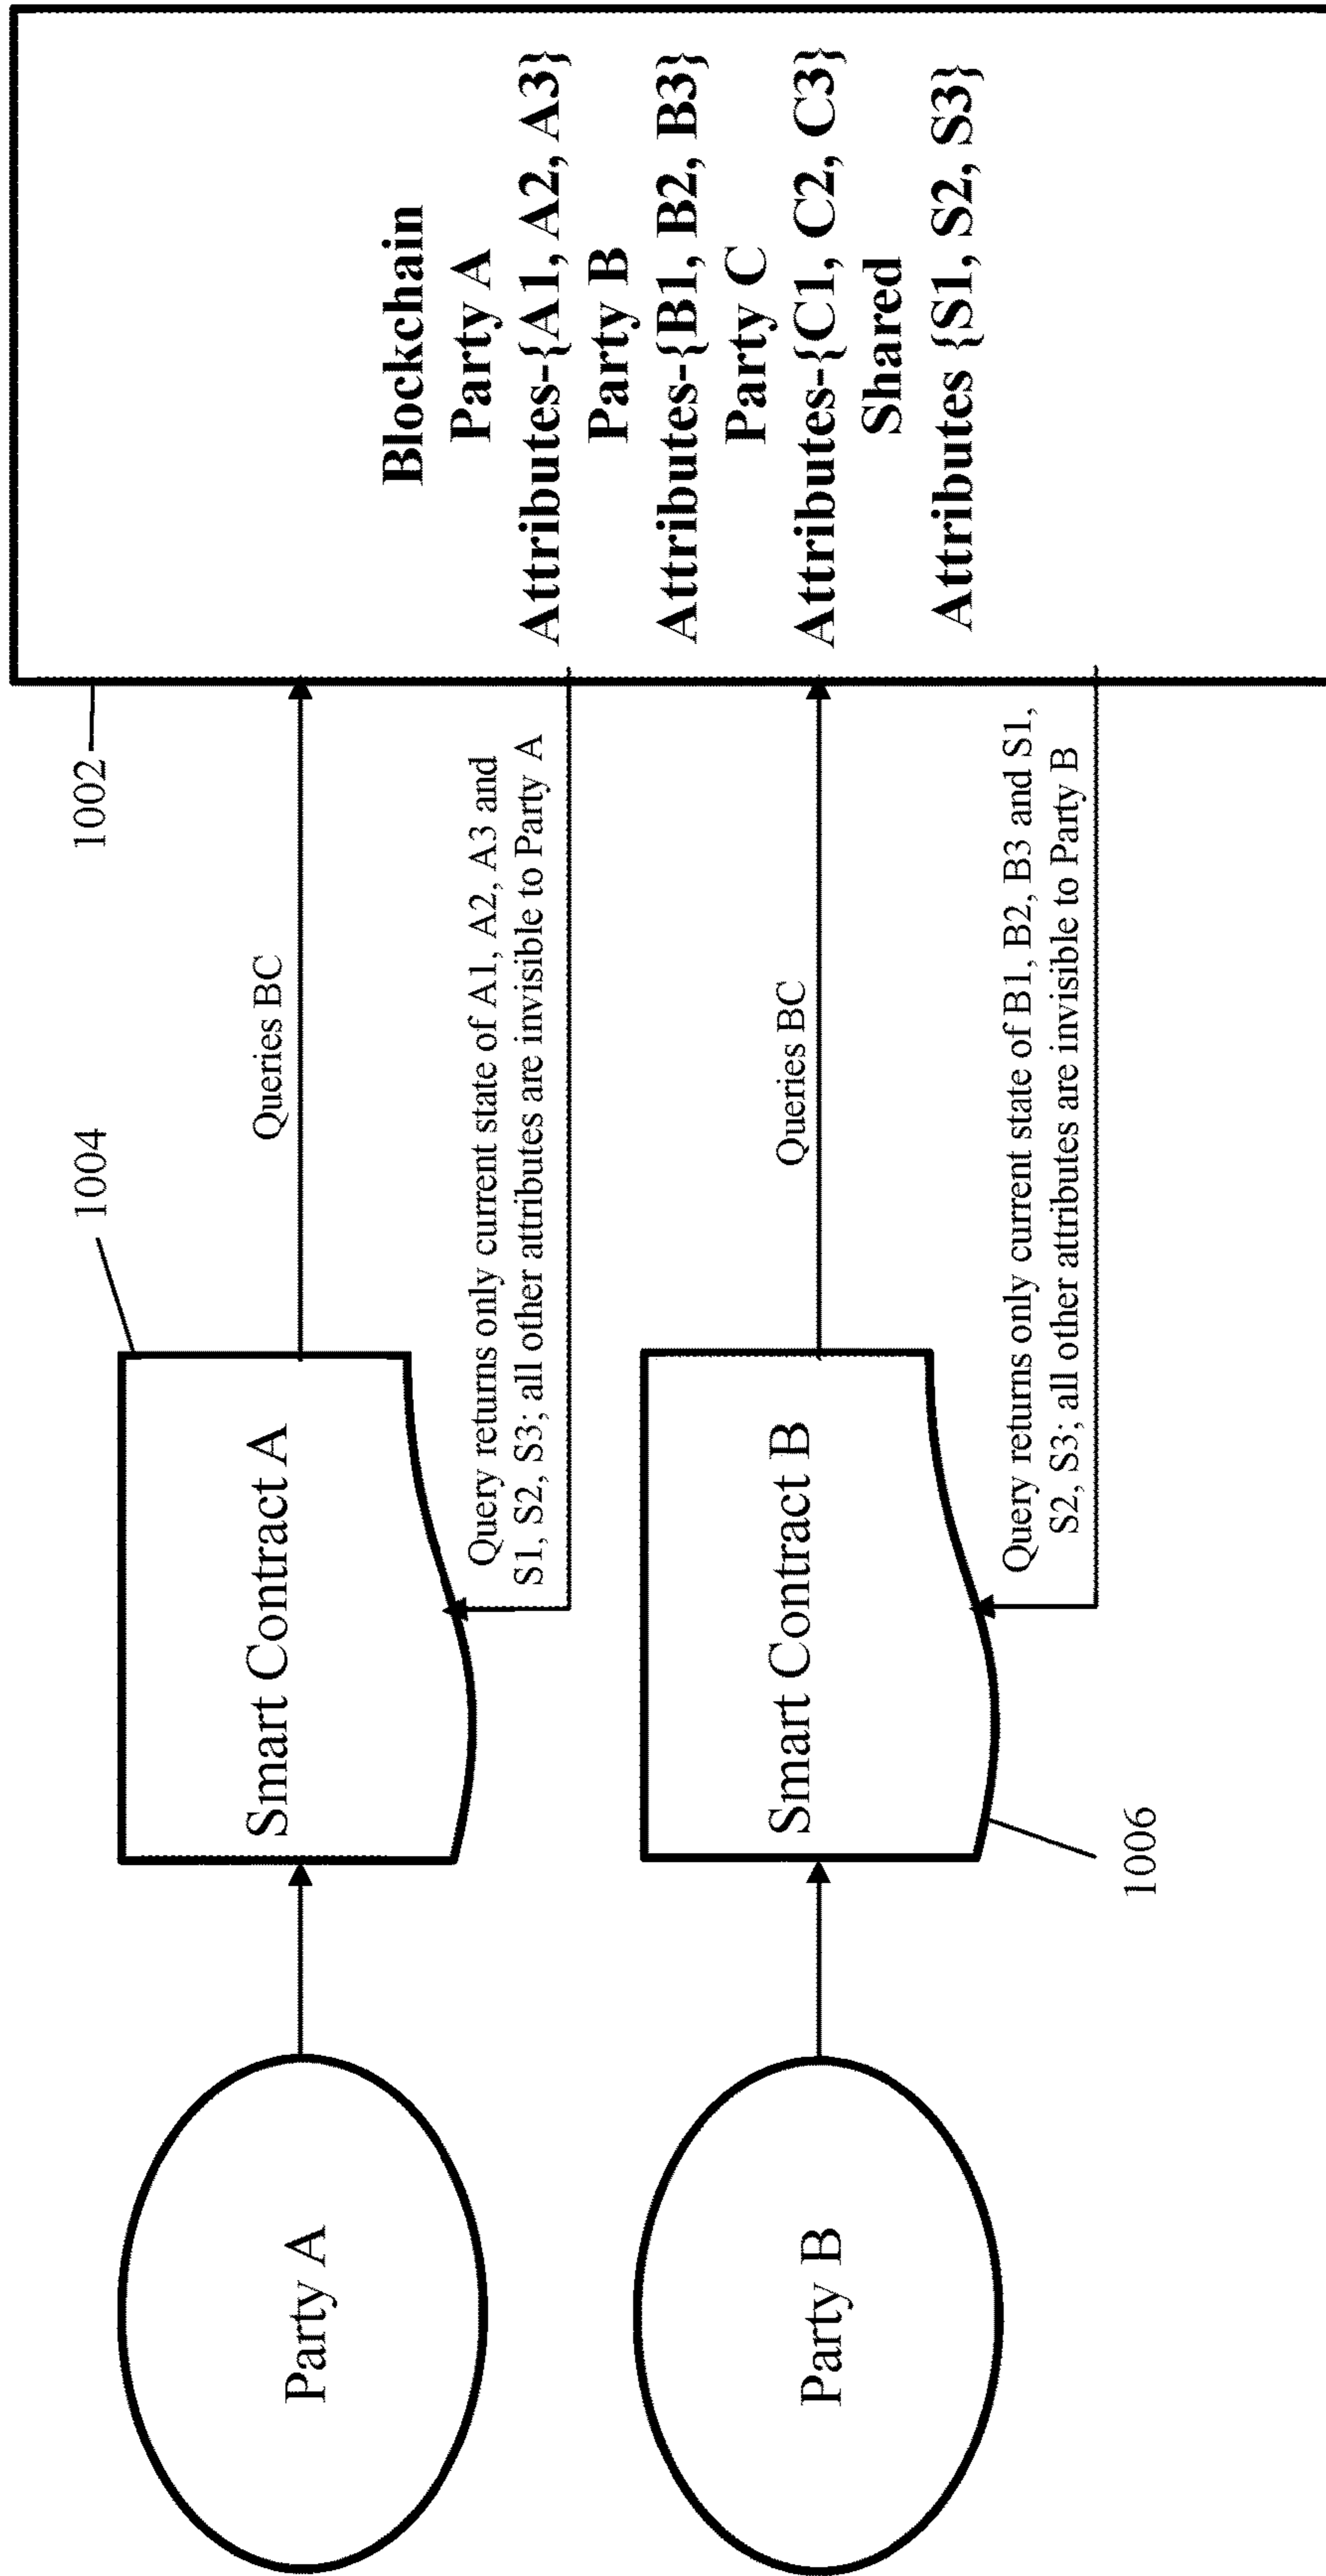 Party A
Smart Contract A
1004
Queries BC
Query returns only current state of A1, A2, A3 and
S1, S2, S3; all other attributes are invisible to Party A
Party B
Smart Contract B
1006
Queries BC
Query returns only current state of B1, B2, B3 and S1,
S2, S3; all other attributes are invisible to Party B
1002
Blockchain
Party A
Attributes-{A1, A2, A3}
Party B
Attributes-{B1, B2, B3}
Party C
Attributes-{C1, C2, C3}
Shared
Attributes {S1, S2, S3}